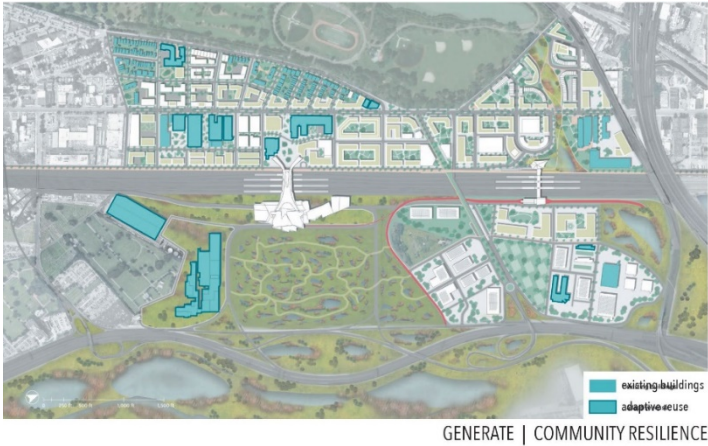 existing buildings
adaptive reuse
GENERATE | COMMUNITY RESILIENCE